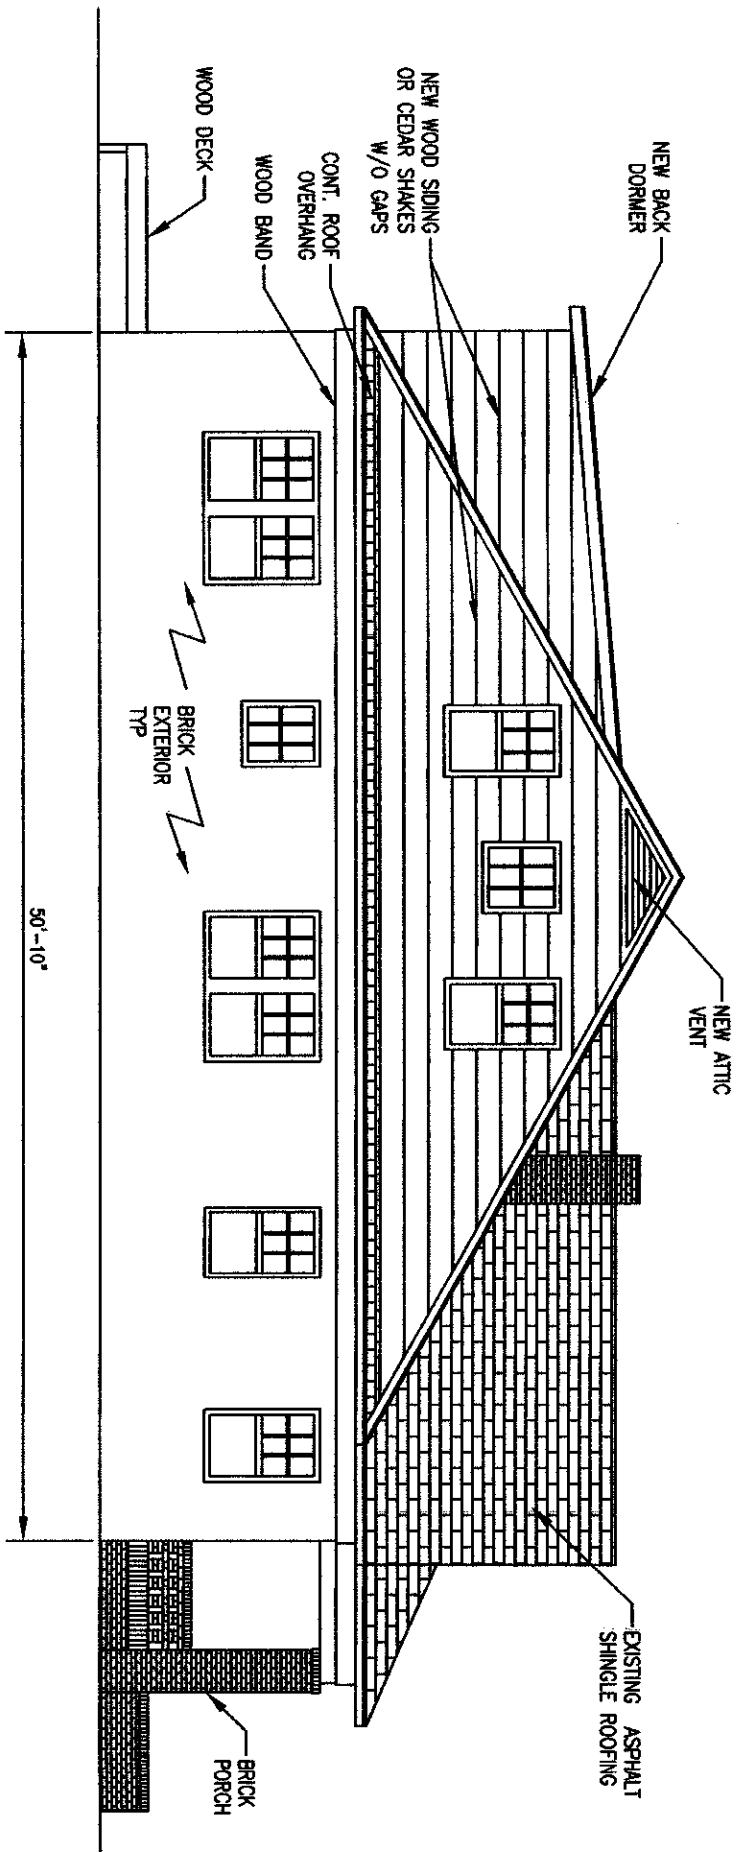 NEW BACK
DORMER
NEW WOOD SIDING
OR CEDAR SHAKES
W/O GAPS
CONT. ROOF
OVERHANG
WOOD BAND
WOOD DECK
NEW ATTIC
VENT
EXISTING ASPHALT
SHINGLE ROOFING
BRICK
EXTERIOR
TYP
BRICK
PORCH
50'-10"